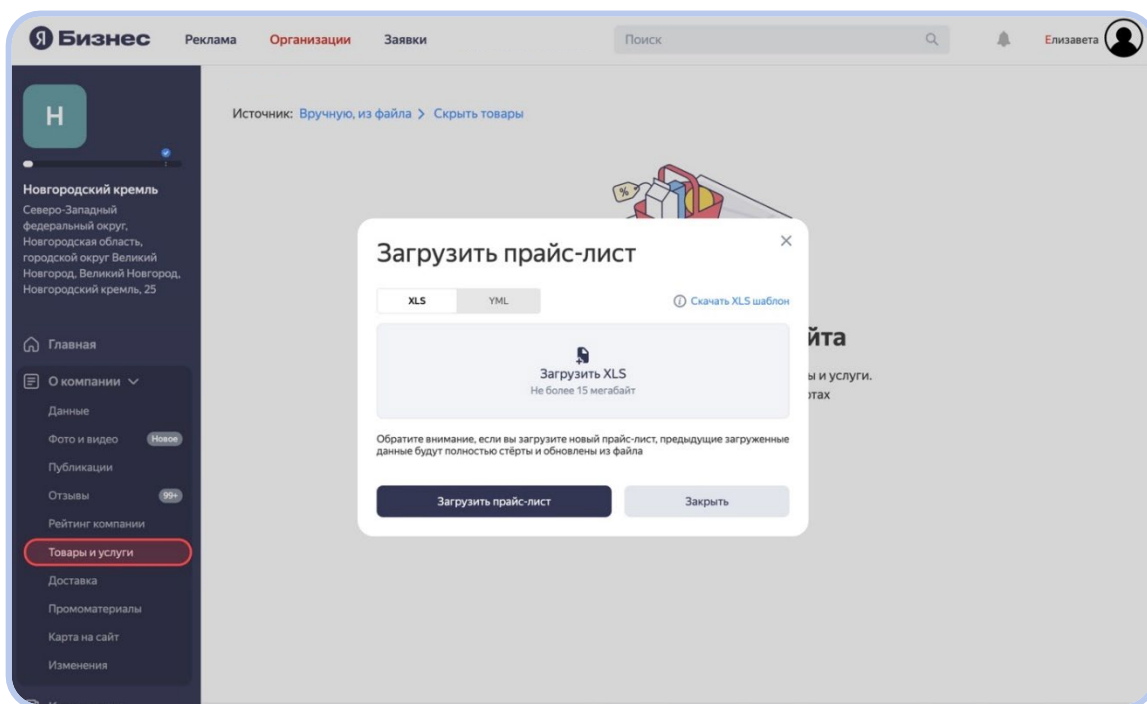 Я Бизнес Реклама Организации Заявки Поиск Елизавета
Н
Источник: Вручную, из файла > Скрыть товары
%
Новгородский кремль
Северо-Западный
федеральный округ,
Новгородская область,
городской округ Великий
Новгород, Великий Новгород,
Новгородский кремль, 25
Главная
О компании
Данные
Фото и видео Новое
Публикации
Отзывы 99+
Рейтинг компании
Товары и услуги
Доставка
Промоматериалы
Карта на сайт
Изменения
Загрузить прайс-лист
XLS YML Скачать XLS шаблон
Загрузить XLS
Не более 15 мегабайт
Обратите внимание, если вы загрузите новый прайс-лист, предыдущие загруженные
данные будут полностью стёрты и обновлены из файла
Загрузить прайс-лист Закрыть
йта
ы и услуги.
ртах